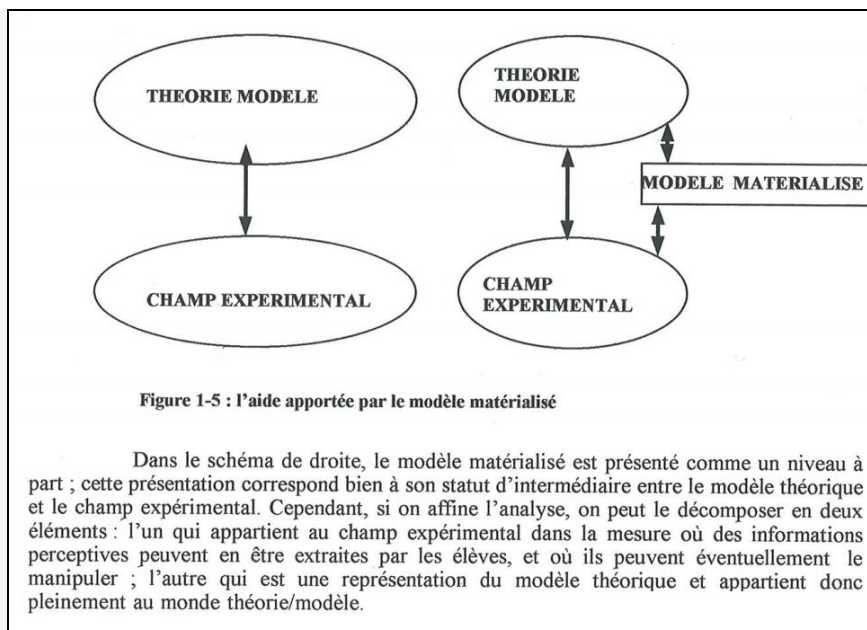 THEORIE MODELE
THEORIE
MODELE
MODELE MATERIALISE
CHAMP EXPERIMENTAL
CHAMP
EXPERIMENTAL
Figure 1-5 : l'aide apportée par le modèle matérialisé
Dans le schéma de droite, le modèle matérialisé est présenté comme un niveau à
part ; cette présentation correspond bien à son statut d'intermédiaire entre le modèle théorique
et le champ expérimental. Cependant, si on affine l'analyse, on peut le décomposer en deux
éléments : l'un qui appartient au champ expérimental dans la mesure où des informations
perceptives peuvent en être extraites par les élèves, et où ils peuvent éventuellement le
manipuler ; l'autre qui est une représentation du modèle théorique et appartient donc
pleinement au monde théorie/modèle.